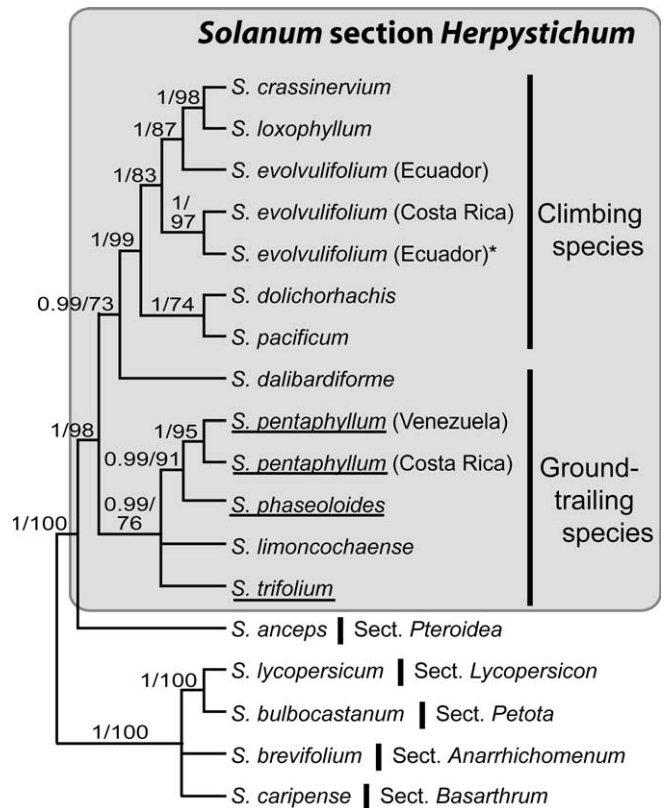 Solanum section Herpystichum
1/98
S. crassinervium
S. loxophyllum
1/87
S. evolvulifolium (Ecuador)
1/83
1/
97
S. evolvulifolium (Costa Rica)
S. evolvulifolium (Ecuador)*
1/99
1/74
S. dolichorhachis
S. pacificum
Climbing
species
0.99/73
S. dalibardiforme
1/98
1/95
S. pentaphyllum (Venezuela)
S. pentaphyllum (Costa Rica)
0.99/91
S. phaseoloides
0.99/
76
S. limoncochaense
S. trifolium
Ground-
trailing
species
1/100
S. anceps Sect. Pteroidea
1/100
S. lycopersicum Sect. Lycopersicon
S. bulbocastanum Sect. Petota
1/100
S. brevifolium Sect. Anarrhichomenum
S. caripense Sect. Basarthrum